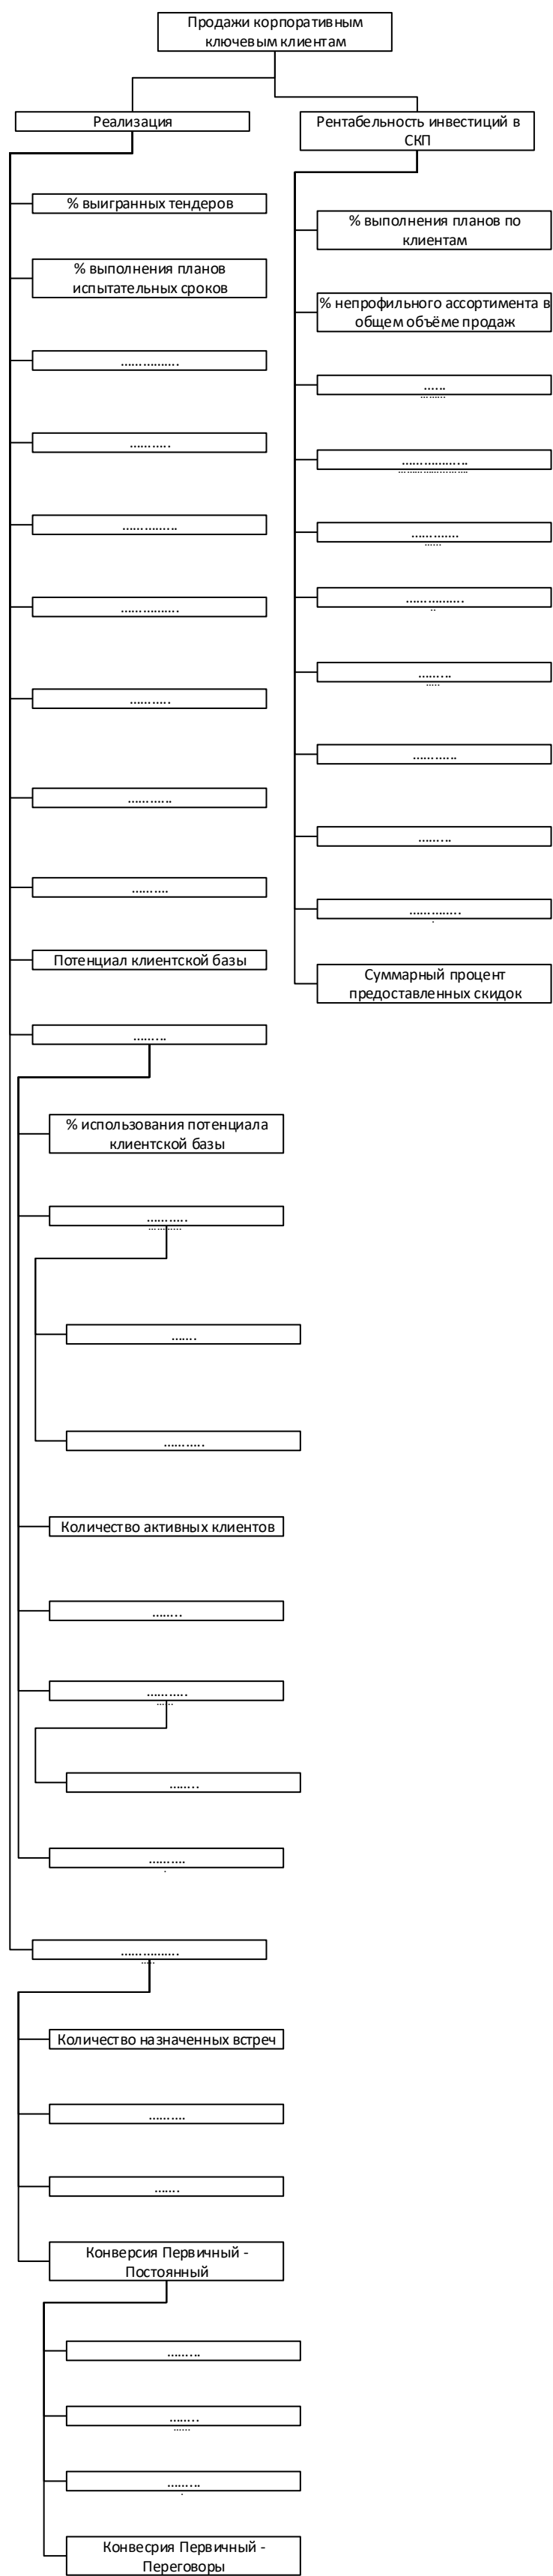 Продажи корпоративным
ключевым клиентам
Реализация
% выигранных тендеров
% выполнения планов
испытательных сроков
Потенциал клиентской базы
% использования потенциала
клиентской базы
Количество активных клиентов
Количество назначенных встреч
Конверсия Первичный -
Постоянный
Конвесрия Первичный -
Переговоры
Рентабельность инвестиций в
СКП
% выполнения планов по
клиентам
% непрофильного ассортимента в
общем объёме продаж
Суммарный процент
предоставленных скидок